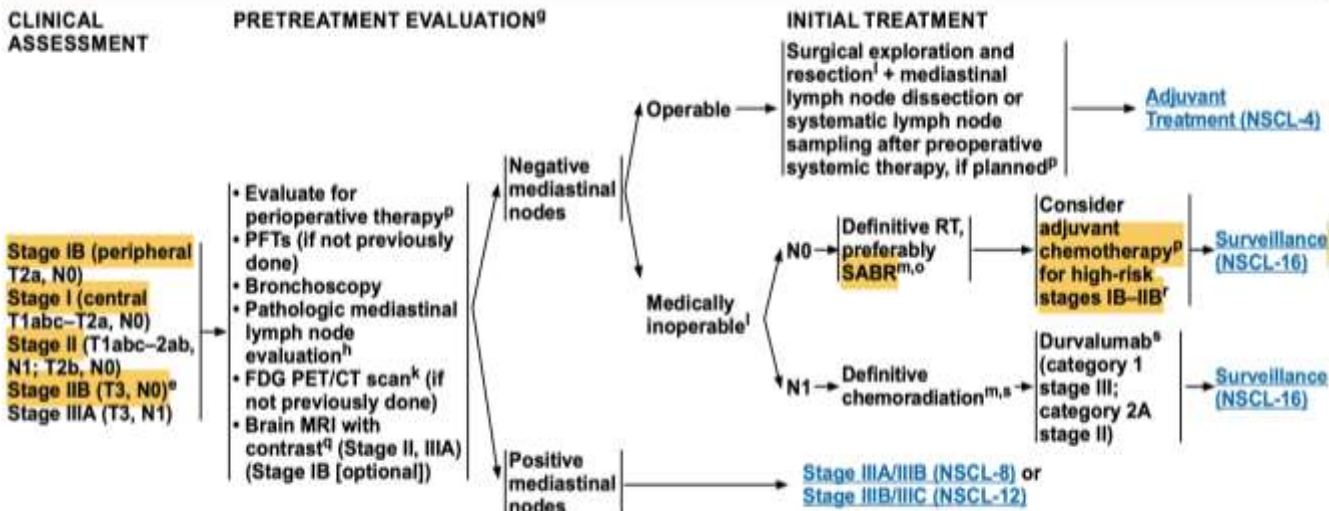 CLINICAL
ASSESSMENT
PRETREATMENT EVALUATIONg
INITIAL TREATMENT
Stage IB (peripheral
T2a, N0)
Stage I (central
T1abc–T2a, N0)
Stage II (T1abc–2ab,
N1; T2b, N0)
Stage IIB (T3, N0)e
Stage IIIA (T3, N1)
• Evaluate for
perioperative therapyp
• PFTs (if not previously
done)
• Bronchoscopy
• Pathologic mediastinal
lymph node
evaluationh
• FDG PET/CT scank (if
not previously done)
• Brain MRI with
contrastq (Stage II, IIIA)
(Stage IB [optional])
Negative
mediastinal
nodes
Operable
Surgical exploration and
resectionl + mediastinal
lymph node dissection or
systematic lymph node
sampling after preoperative
systemic therapy, if plannedp
Adjuvant
Treatment (NSCL-4)
Medically
inoperablel
N0
Definitive RT,
preferably
SABRm,o
Consider
adjuvant
chemotherapyp
for high-risk
stages IB–IIBr
Surveillance
(NSCL-16)
N1
Definitive
chemoradiationm,s
Durvalumabs
(category 1
stage III;
category 2A
stage II)
Surveillance
(NSCL-16)
Positive
mediastinal
nodes
Stage IIIA/IIIB (NSCL-8) or
Stage IIIB/IIIC (NSCL-12)